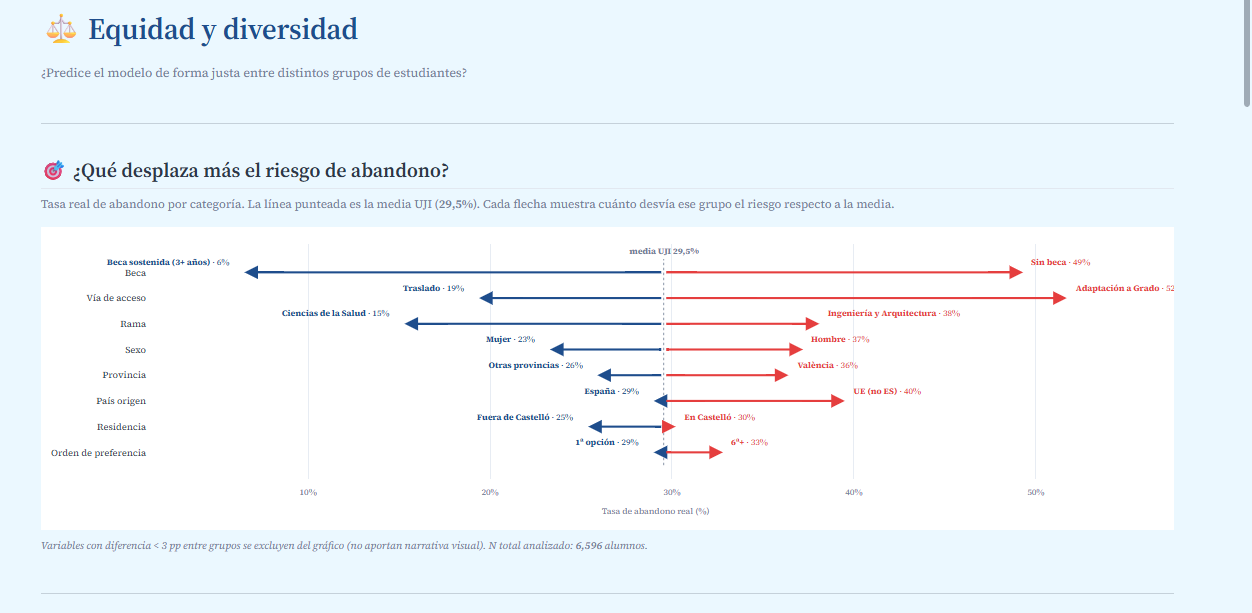 Equidad y diversidad
¿Predice el modelo de forma justa entre distintos grupos de estudiantes?
¿Qué desplaza más el riesgo de abandono?
Tasa real de abandono por categoría. La línea punteada es la media UJI (29,5%). Cada flecha muestra cuánto desvía ese grupo el riesgo respecto a la media.
media UJI 29,5%
Beca sostenida (3+ años) · 6%
Sin beca · 49%
Beca
Traslado · 19%
Adaptación a Grado · 52
Vía de acceso
Ciencias de la Salud · 15%
Ingeniería y Arquitectura · 38%
Rama
Mujer · 23%
Hombre · 37%
Sexo
Otras provincias · 26%
València · 36%
Provincia
España · 29%
UE (no ES) · 40%
País origen
Fuera de Castelló · 25%
En Castelló · 30%
Residencia
1ª opción · 29%
6ª+ · 33%
Orden de preferencia
10%
20%
30%
40%
50%
Tasa de abandono real (%)
Variables con diferencia < 3 pp entre grupos se excluyen del gráfico (no aportan narrativa visual). N total analizado: 6,596 alumnos.